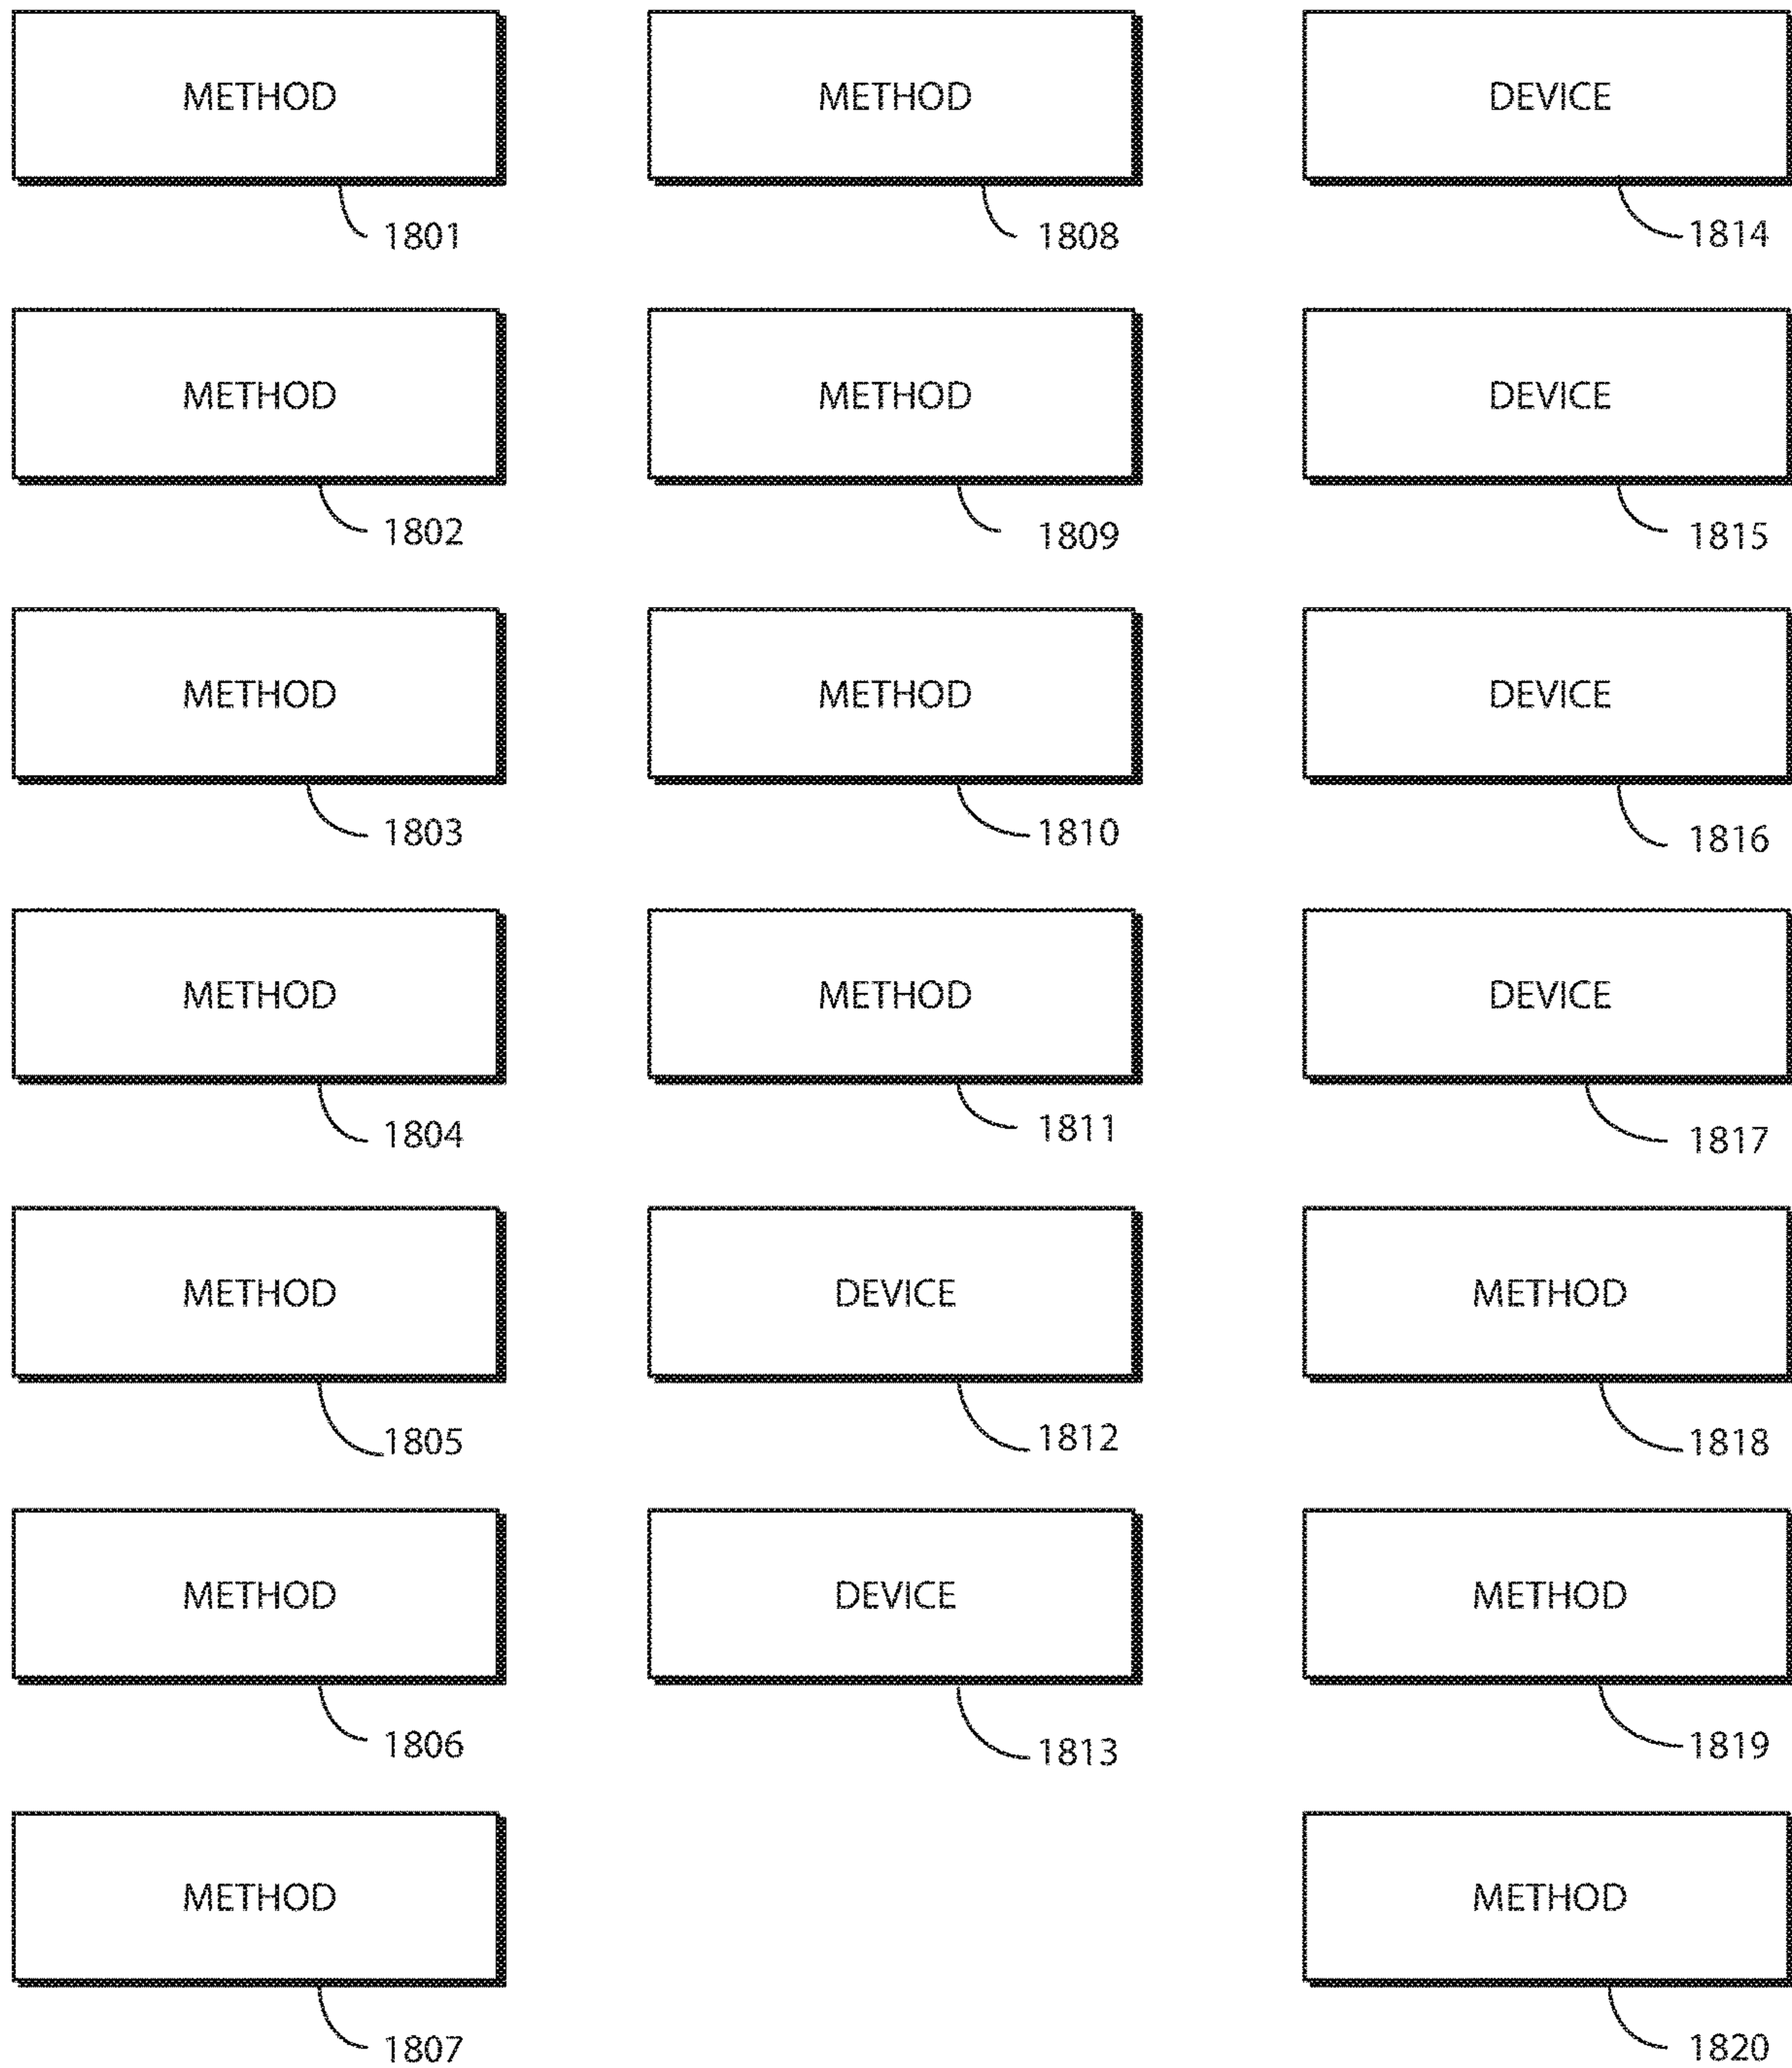 METHOD
1801
METHOD
1802
METHOD
1803
METHOD
1804
METHOD
1805
METHOD
1806
METHOD
1807
METHOD
1808
METHOD
1809
METHOD
1810
METHOD
1811
DEVICE
1812
DEVICE
1813
DEVICE
1814
DEVICE
1815
DEVICE
1816
DEVICE
1817
METHOD
1818
METHOD
1819
METHOD
1820